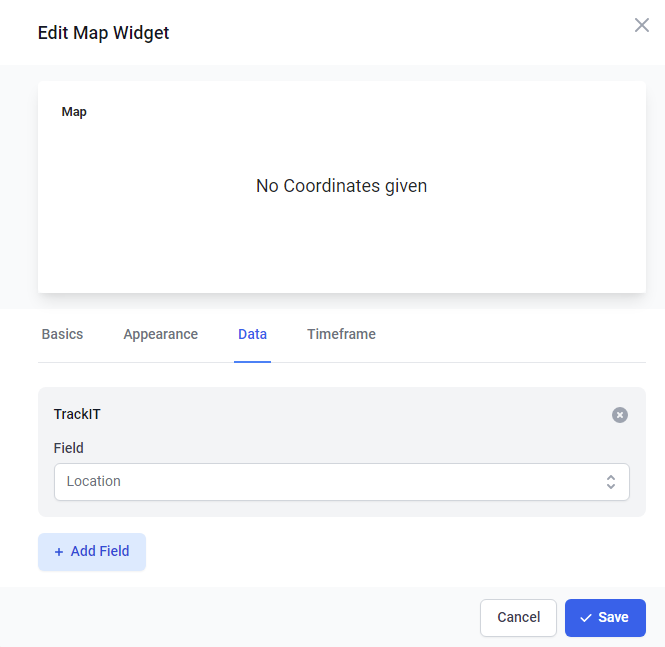 Edit Map Widget
Map
No Coordinates given
Basics Appearance Data Timeframe
TrackIT
Field
Location
+ Add Field
Cancel Save